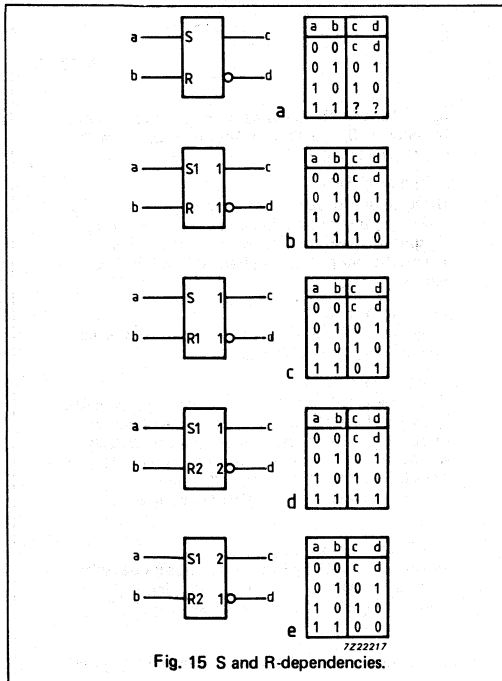 a S c
b R d
a
a b c d
0 0 c d
0 1 0 1
1 0 1 0
1 1 ? ?
a S1 1 c
b R 1 d
b
a b c d
0 0 c d
0 1 0 1
1 0 1 0
1 1 1 0
a S 1 c
b R1 1 d
c
a b c d
0 0 c d
0 1 0 1
1 0 1 0
1 1 0 1
a S1 1 c
b R2 2 d
d
a b c d
0 0 c d
0 1 0 1
1 0 1 0
1 1 1 1
a S1 2 c
b R2 1 d
e
a b c d
0 0 c d
0 1 0 1
1 0 1 0
1 1 0 0
7Z22217
Fig. 15 S and R-dependencies.